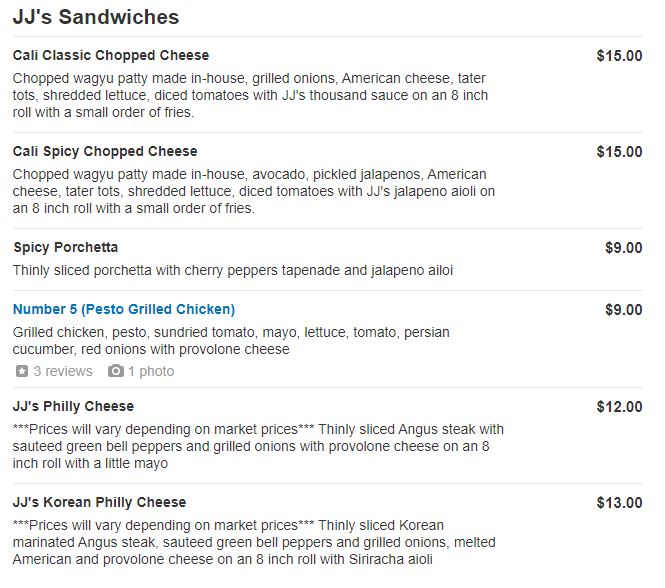 JJ's Sandwiches
Cali Classic Chopped Cheese $15.00
Chopped wagyu patty made in-house, grilled onions, American cheese, tater
tots, shredded lettuce, diced tomatoes with JJ's thousand sauce on an 8 inch
roll with a small order of fries.
Cali Spicy Chopped Cheese $15.00
Chopped wagyu patty made in-house, avocado, pickled jalapenos, American
cheese, tater tots, shredded lettuce, diced tomatoes with JJ's jalapeno aioli on
an 8 inch roll with a small order of fries.
Spicy Porchetta $9.00
Thinly sliced porchetta with cherry peppers tapenade and jalapeno ailoi
Number 5 (Pesto Grilled Chicken) $9.00
Grilled chicken, pesto, sundried tomato, mayo, lettuce, tomato, persian
cucumber, red onions with provolone cheese
3 reviews 1 photo
JJ's Philly Cheese $12.00
***Prices will vary depending on market prices*** Thinly sliced Angus steak with
sauteed green bell peppers and grilled onions with provolone cheese on an 8
inch roll with a little mayo
JJ's Korean Philly Cheese $13.00
***Prices will vary depending on market prices*** Thinly sliced Korean
marinated Angus steak, sauteed green bell peppers and grilled onions, melted
American and provolone cheese on an 8 inch roll with Siriracha aioli